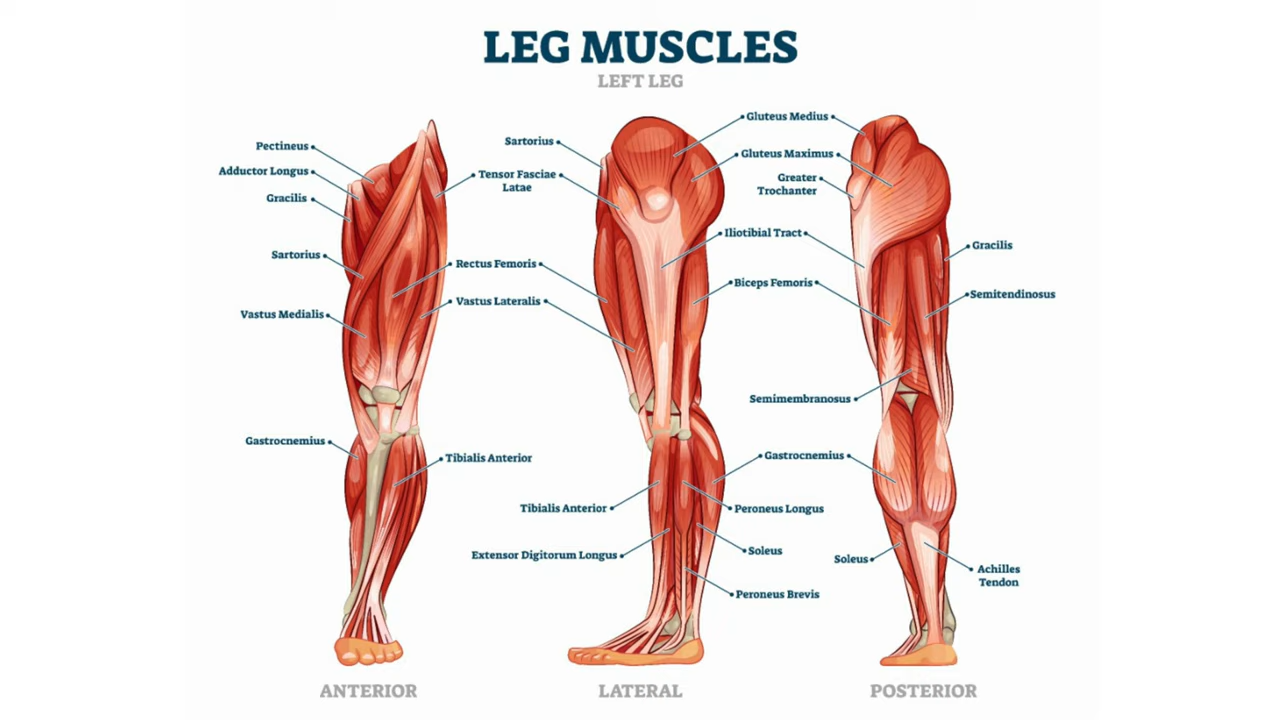 LEG MUSCLES
LEFT LEG
Pectineus
Adductor Longus
Gracilis
Sartorius
Vastus Medialis
Gastrocnemius
Tensor Fasciae
Latae
Rectus Femoris
Vastus Lateralis
Tibialis Anterior
Sartorius
Tibialis Anterior
Extensor Digitorum Longus
Gluteus Medius
Gluteus Maximus
Greater
Trochanter
Iliotibial Tract
Biceps Femoris
Semimembranosus
Gastrocnemius
Peroneus Longus
Soleus
Peroneus Brevis
Soleus
Gracilis
Semitendinosus
Achilles
Tendon
ANTERIOR
LATERAL
POSTERIOR